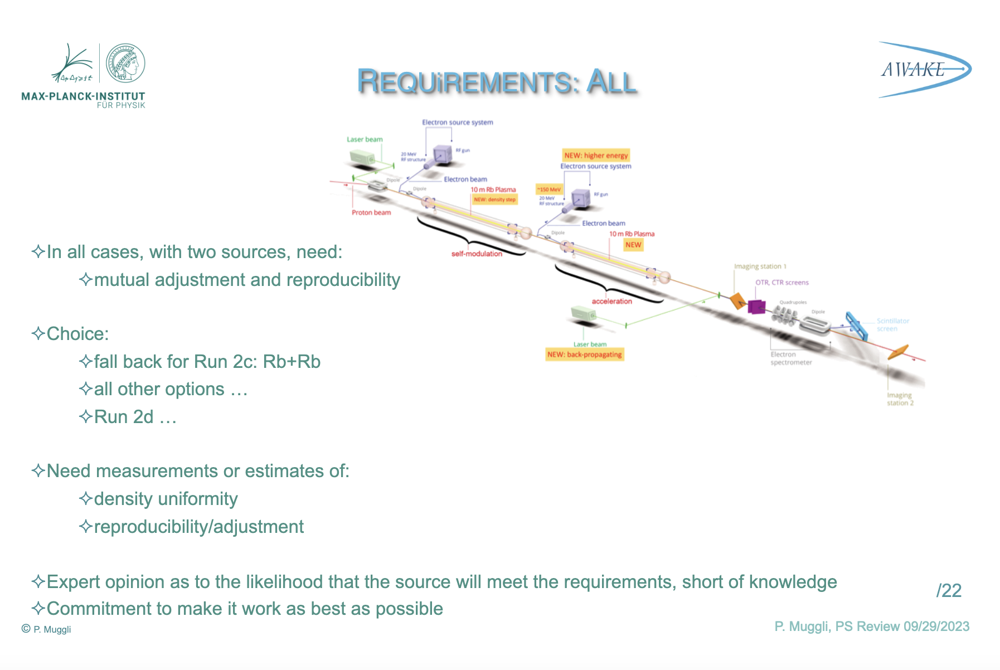 MAX-PLANCK-INSTITUT
FÜR PHYSIK
REQUiREMENTS: ALL
AWAKE
Electron source system
Laser beam
20 MeV
RF structure
RF gun
Dipole
Electron beam
Dipole
10 m Rb Plasma
NEW: density step
Proton beam
self-modulation
NEW: higher energy
Electron source system
~150 MeV
20 MeV
RF structure
RF gun
Electron beam
Dipole
10 m Rb Plasma
NEW
acceleration
Laser beam
NEW: back-propagating
Imaging station 1
OTR, CTR screens
Quadrupoles
Dipole
Scintillator
screen
Electron
spectrometer
Imaging
station 2
✧In all cases, with two sources, need:
✧mutual adjustment and reproducibility
✧Choice:
✧fall back for Run 2c: Rb+Rb
✧all other options …
✧Run 2d …
✧Need measurements or estimates of:
✧density uniformity
✧reproducibility/adjustment
✧Expert opinion as to the likelihood that the source will meet the requirements, short of knowledge
✧Commitment to make it work as best as possible
/22
© P. Muggli
P. Muggli, PS Review 09/29/2023